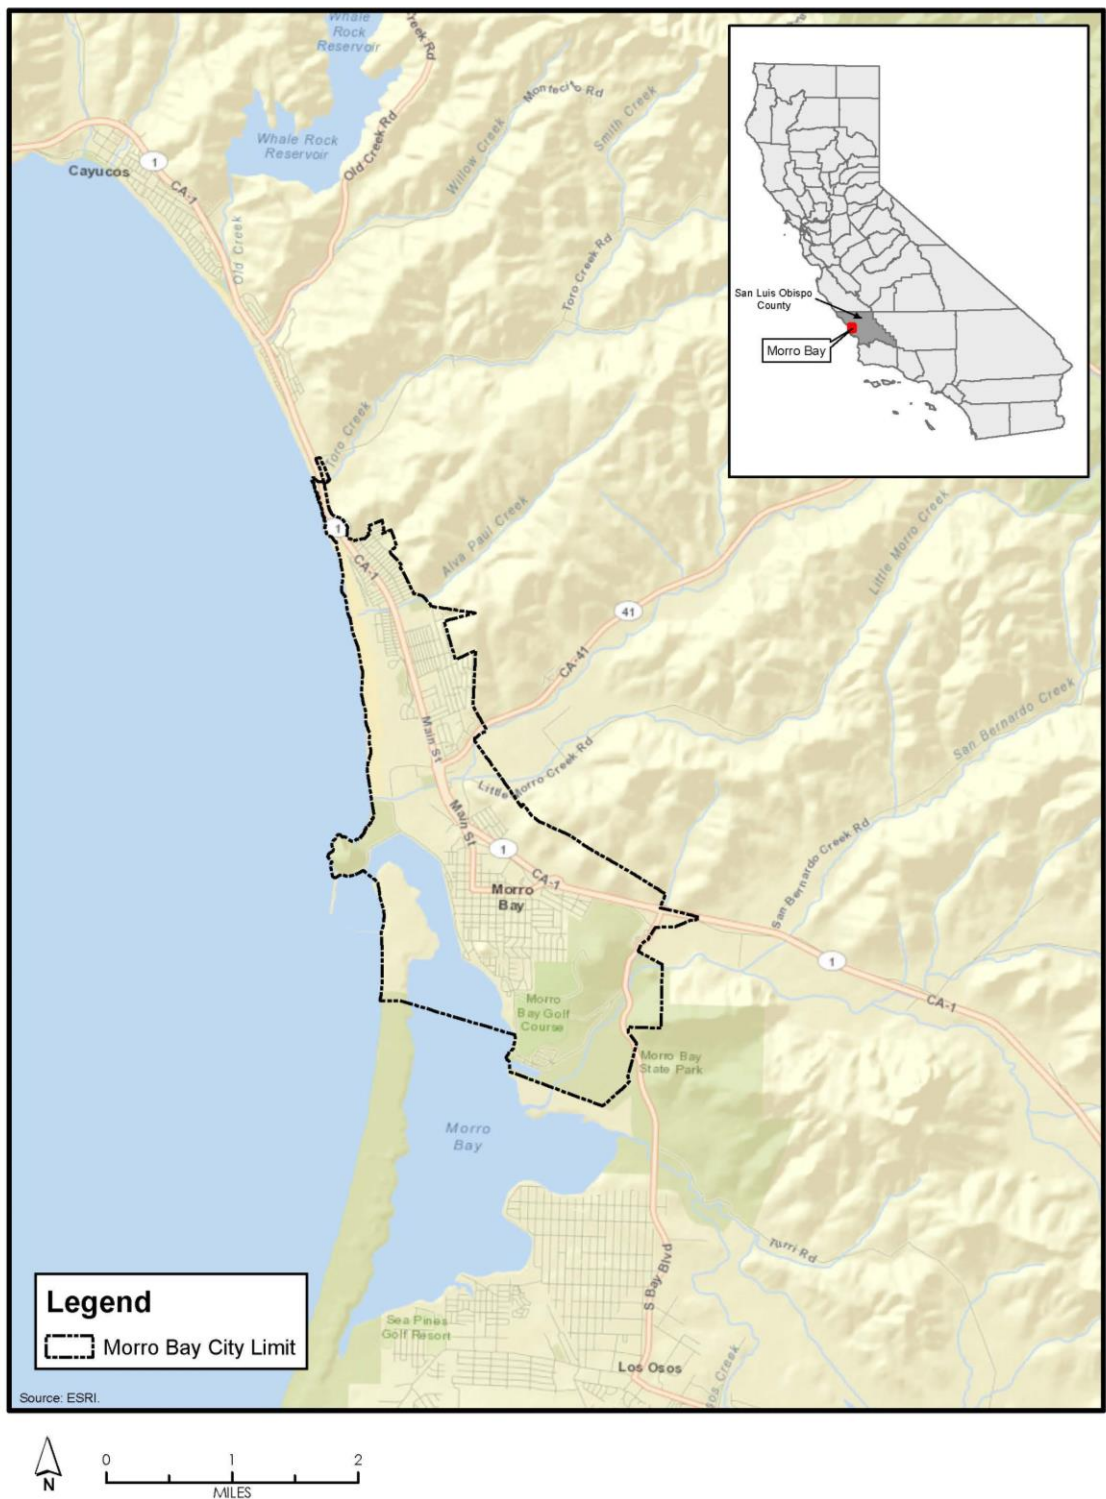 Whale
Rock
Reservoir
Creek Rd
Montecito Rd
Smith Creek
Whale Rock
Reservoir
Old Creek Rd
Willow Creek
1
Cayucos
CA-1
Old Creek
Toro Creek Rd
San Luis Obispo
County
Morro Bay
Toro Creek
1
Alva Paul Creek
CA-1
Little Morro Creek
41
CA-41
San Bernardo Creek
Main St
Little Morro Creek Rd
Main St
1
San Bernardo Creek Rd
CA-1
Morro
Bay
1
CA-1
Morro
Bay Golf
Course
Morro Bay
State Park
Morro
Bay
Turri Rd
S Bay Blvd
Legend
Morro Bay City Limit
Sea Pines
Golf Resort
Los Osos
Creek
Source: ESRI.
N
0 1 2
MILES